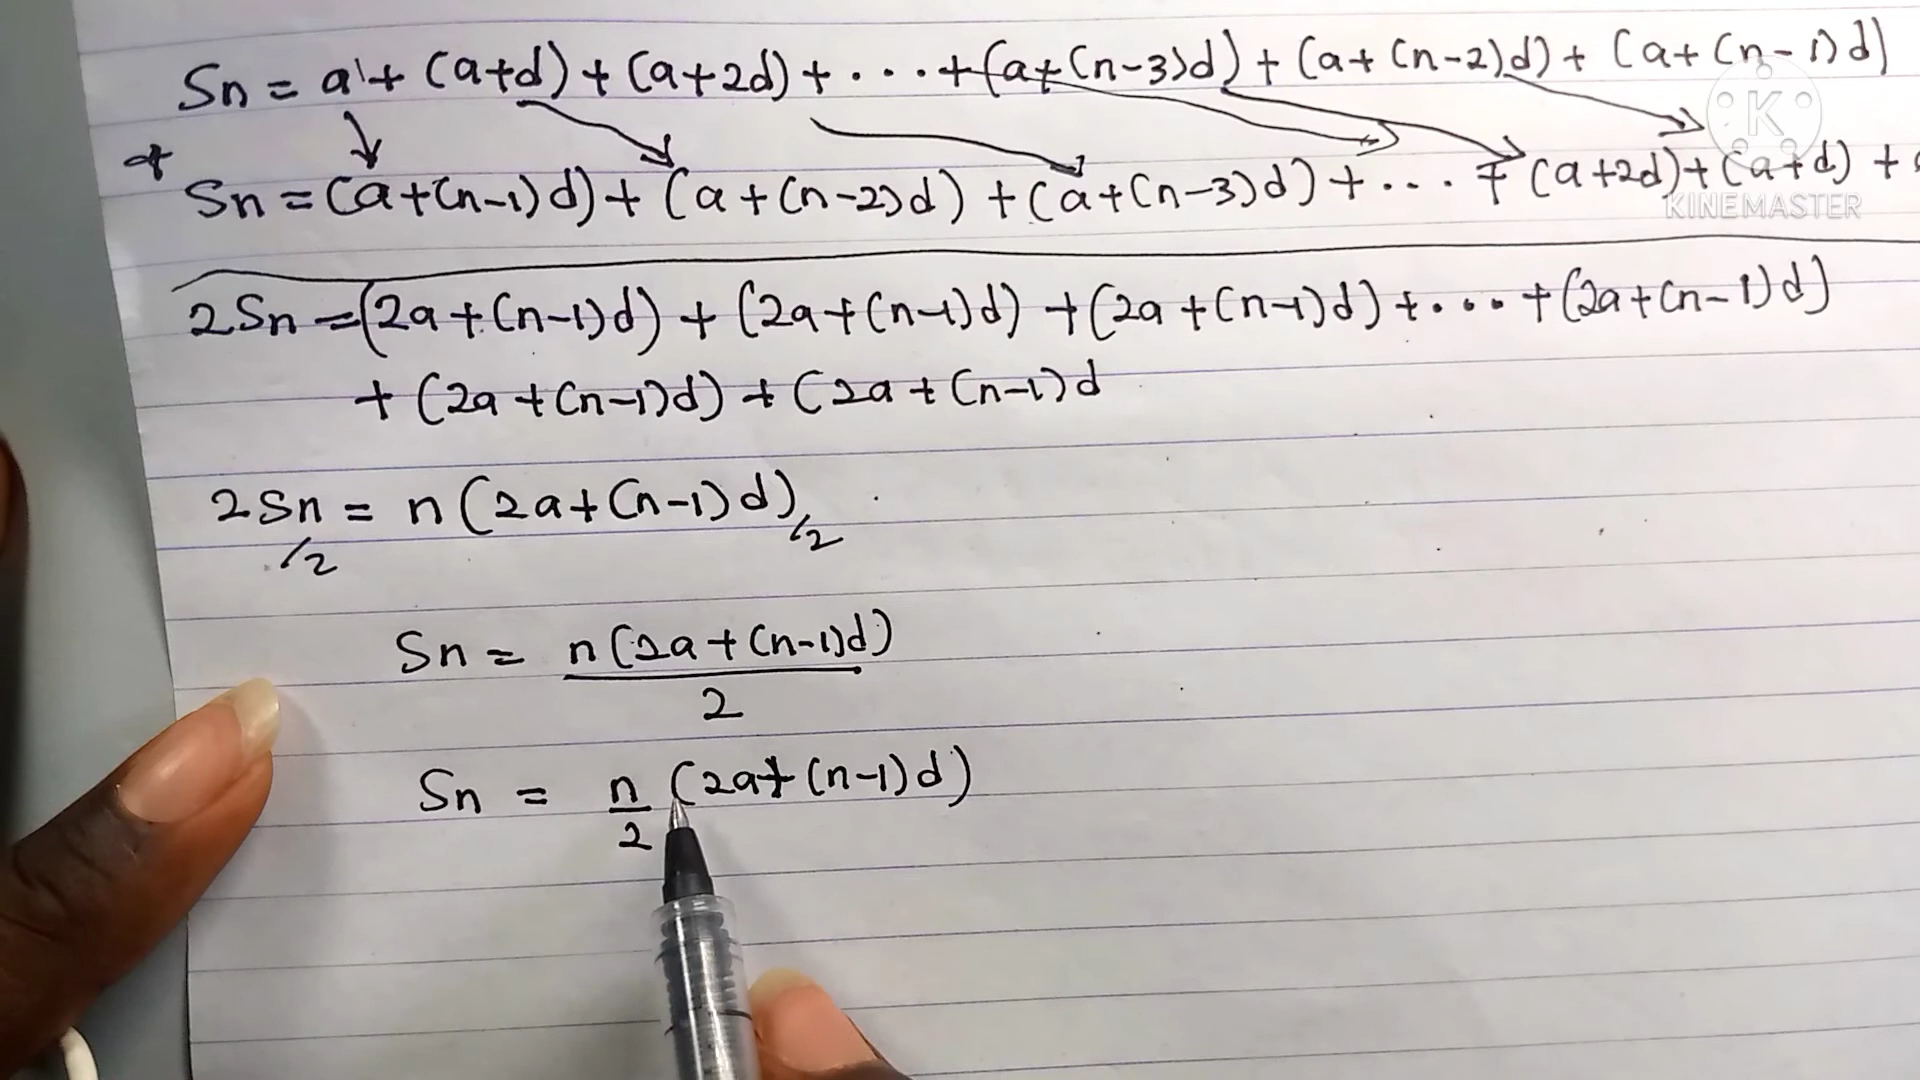 Sn = a + (a+d) + (a+2d) + ... + (a+(n-3)d) + (a+(n-2)d) + (a+(n-1)d)
+
Sn = (a+(n-1)d) + (a+(n-2)d) + (a+(n-3)d) + ... + (a+2d) + (a+d) +
2Sn = (2a+(n-1)d) + (2a+(n-1)d) + (2a+(n-1)d) + ... + (2a+(n-1)d)
+ (2a+(n-1)d) + (2a+(n-1)d
2Sn/2 = n(2a+(n-1)d)/2
Sn = n(2a+(n-1)d)
2
Sn = n/2 (2a+(n-1)d)
K
KINEMASTER